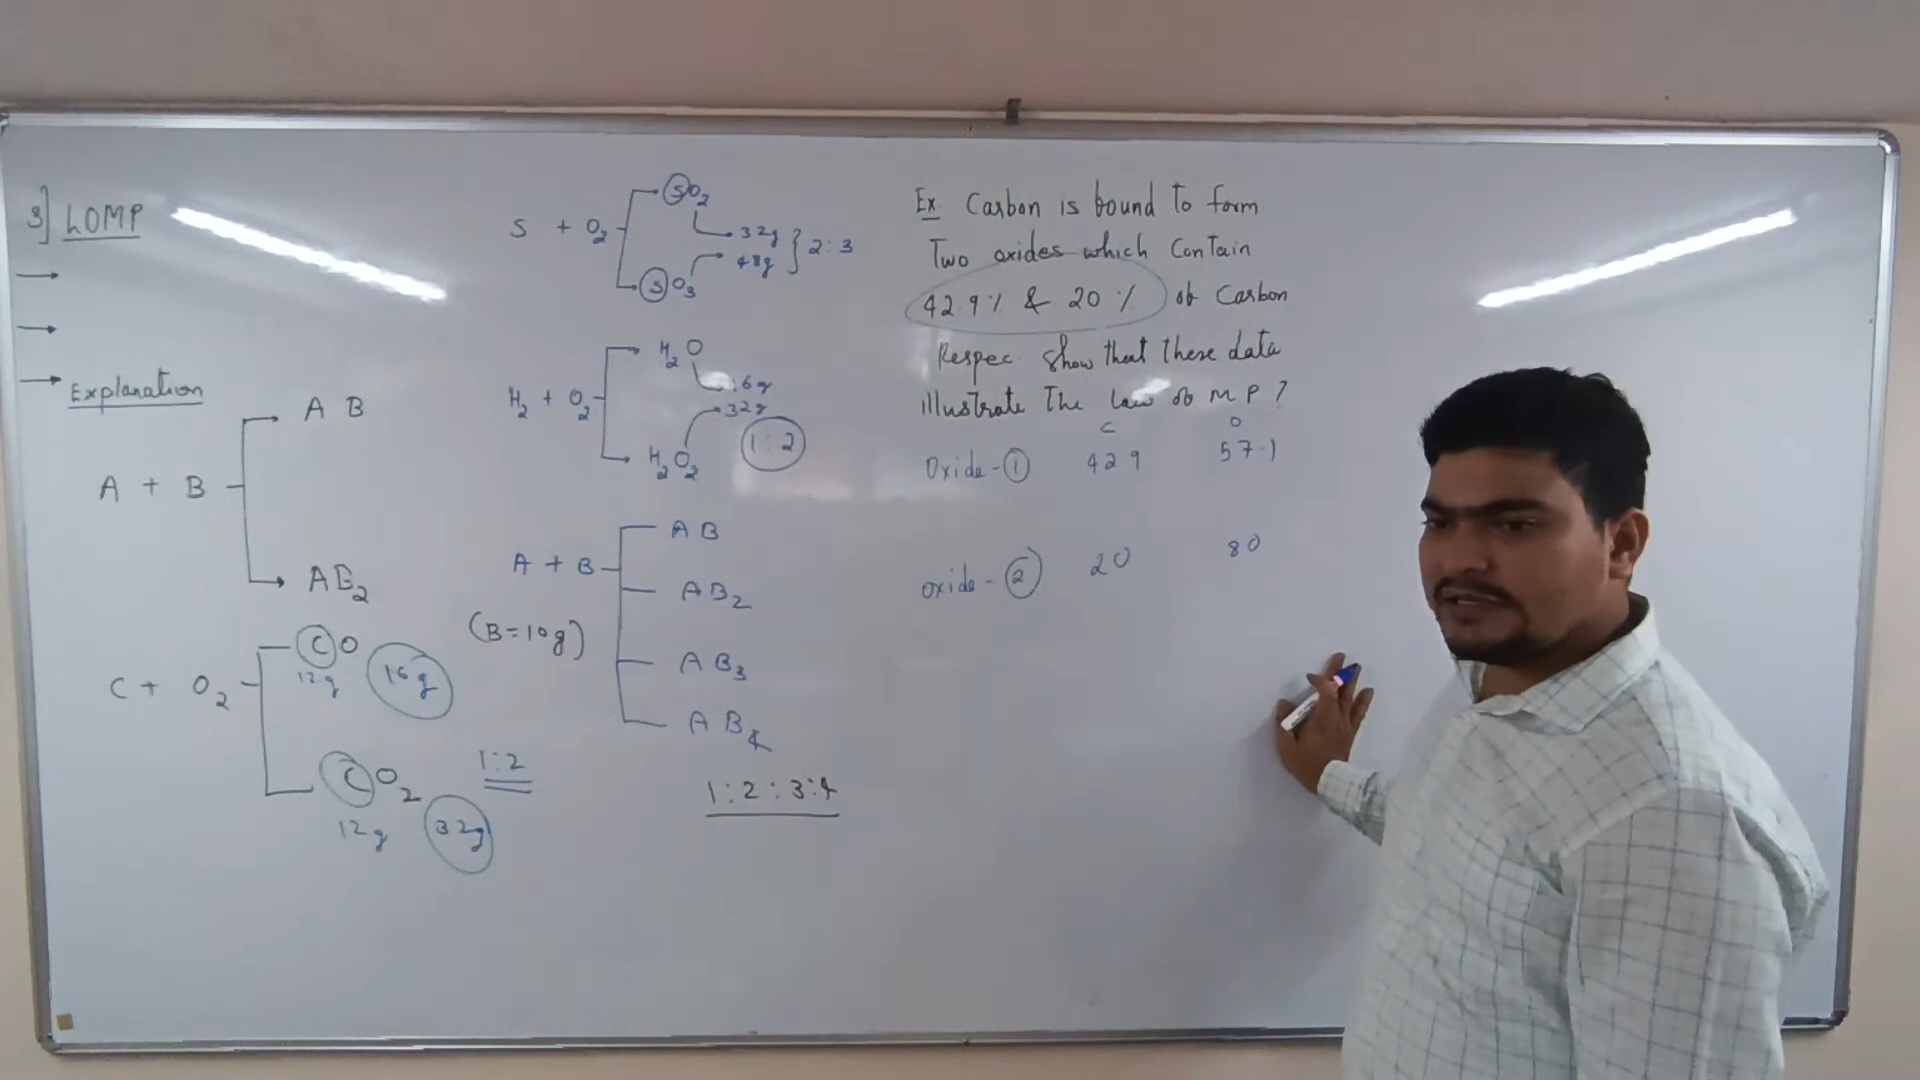 3] LOMP
Explanation
A + B
A B
AB2
C + O2
CO
12g
16g
CO2
12g
32g
1:2
S + O2
SO2
SO3
32g
48g
} 2:3
H2 + O2
H2O
16g
32g
H2O2
1:2
A + B
(B=10g)
AB
AB2
AB3
AB4
1:2:3:4
Ex. Carbon is bound to form
Two oxides which Contain
42.9% & 20% of Carbon
Respec. show that these data
illustrate The law of M P ?
C O
Oxide-① 42.9 57.1
oxide-② 20 80